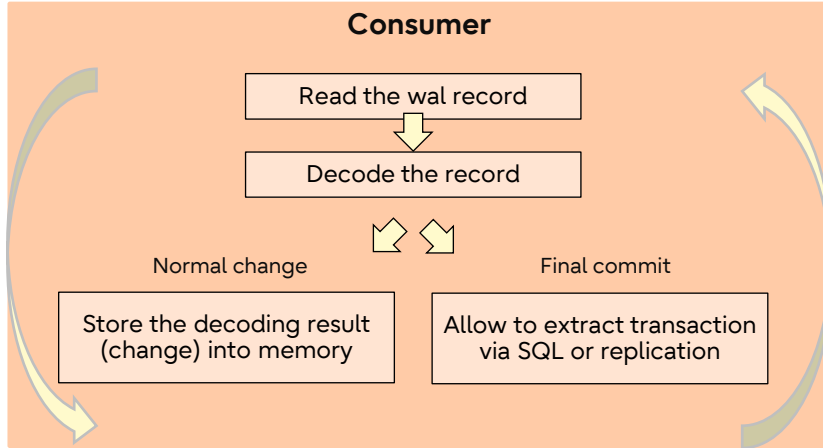 Consumer
Read the wal record
Decode the record
Normal change
Final commit
Store the decoding result
(change) into memory
Allow to extract transaction
via SQL or replication